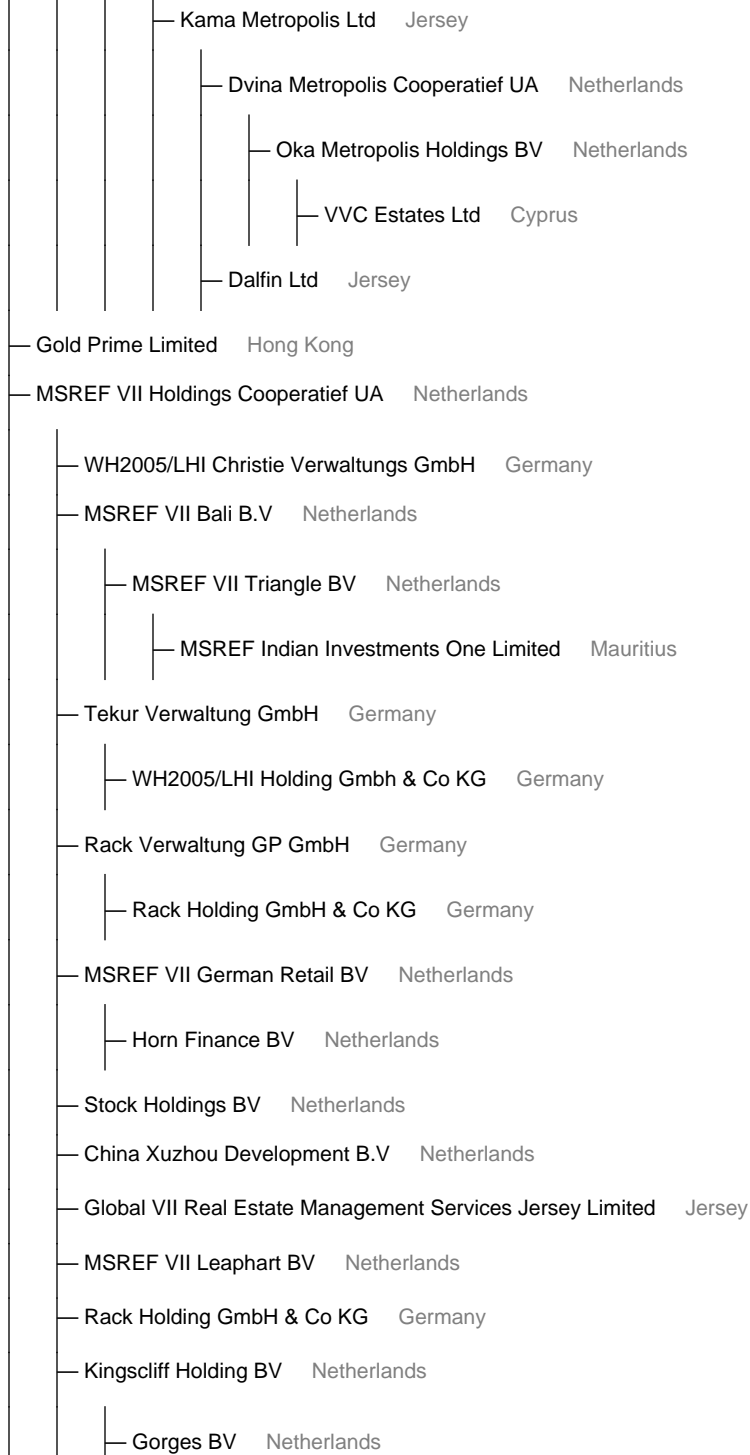 Kama Metropolis Ltd Jersey
Dvina Metropolis Cooperatief UA Netherlands
Oka Metropolis Holdings BV Netherlands
VVC Estates Ltd Cyprus
Dalfin Ltd Jersey
Gold Prime Limited Hong Kong
MSREF VII Holdings Cooperatief UA Netherlands
WH2005/LHI Christie Verwaltungs GmbH Germany
MSREF VII Bali B.V Netherlands
MSREF VII Triangle BV Netherlands
MSREF Indian Investments One Limited Mauritius
Tekur Verwaltung GmbH Germany
WH2005/LHI Holding Gmbh & Co KG Germany
Rack Verwaltung GP GmbH Germany
Rack Holding GmbH & Co KG Germany
MSREF VII German Retail BV Netherlands
Horn Finance BV Netherlands
Stock Holdings BV Netherlands
China Xuzhou Development B.V Netherlands
Global VII Real Estate Management Services Jersey Limited Jersey
MSREF VII Leaphart BV Netherlands
Rack Holding GmbH & Co KG Germany
Kingscliff Holding BV Netherlands
Gorges BV Netherlands